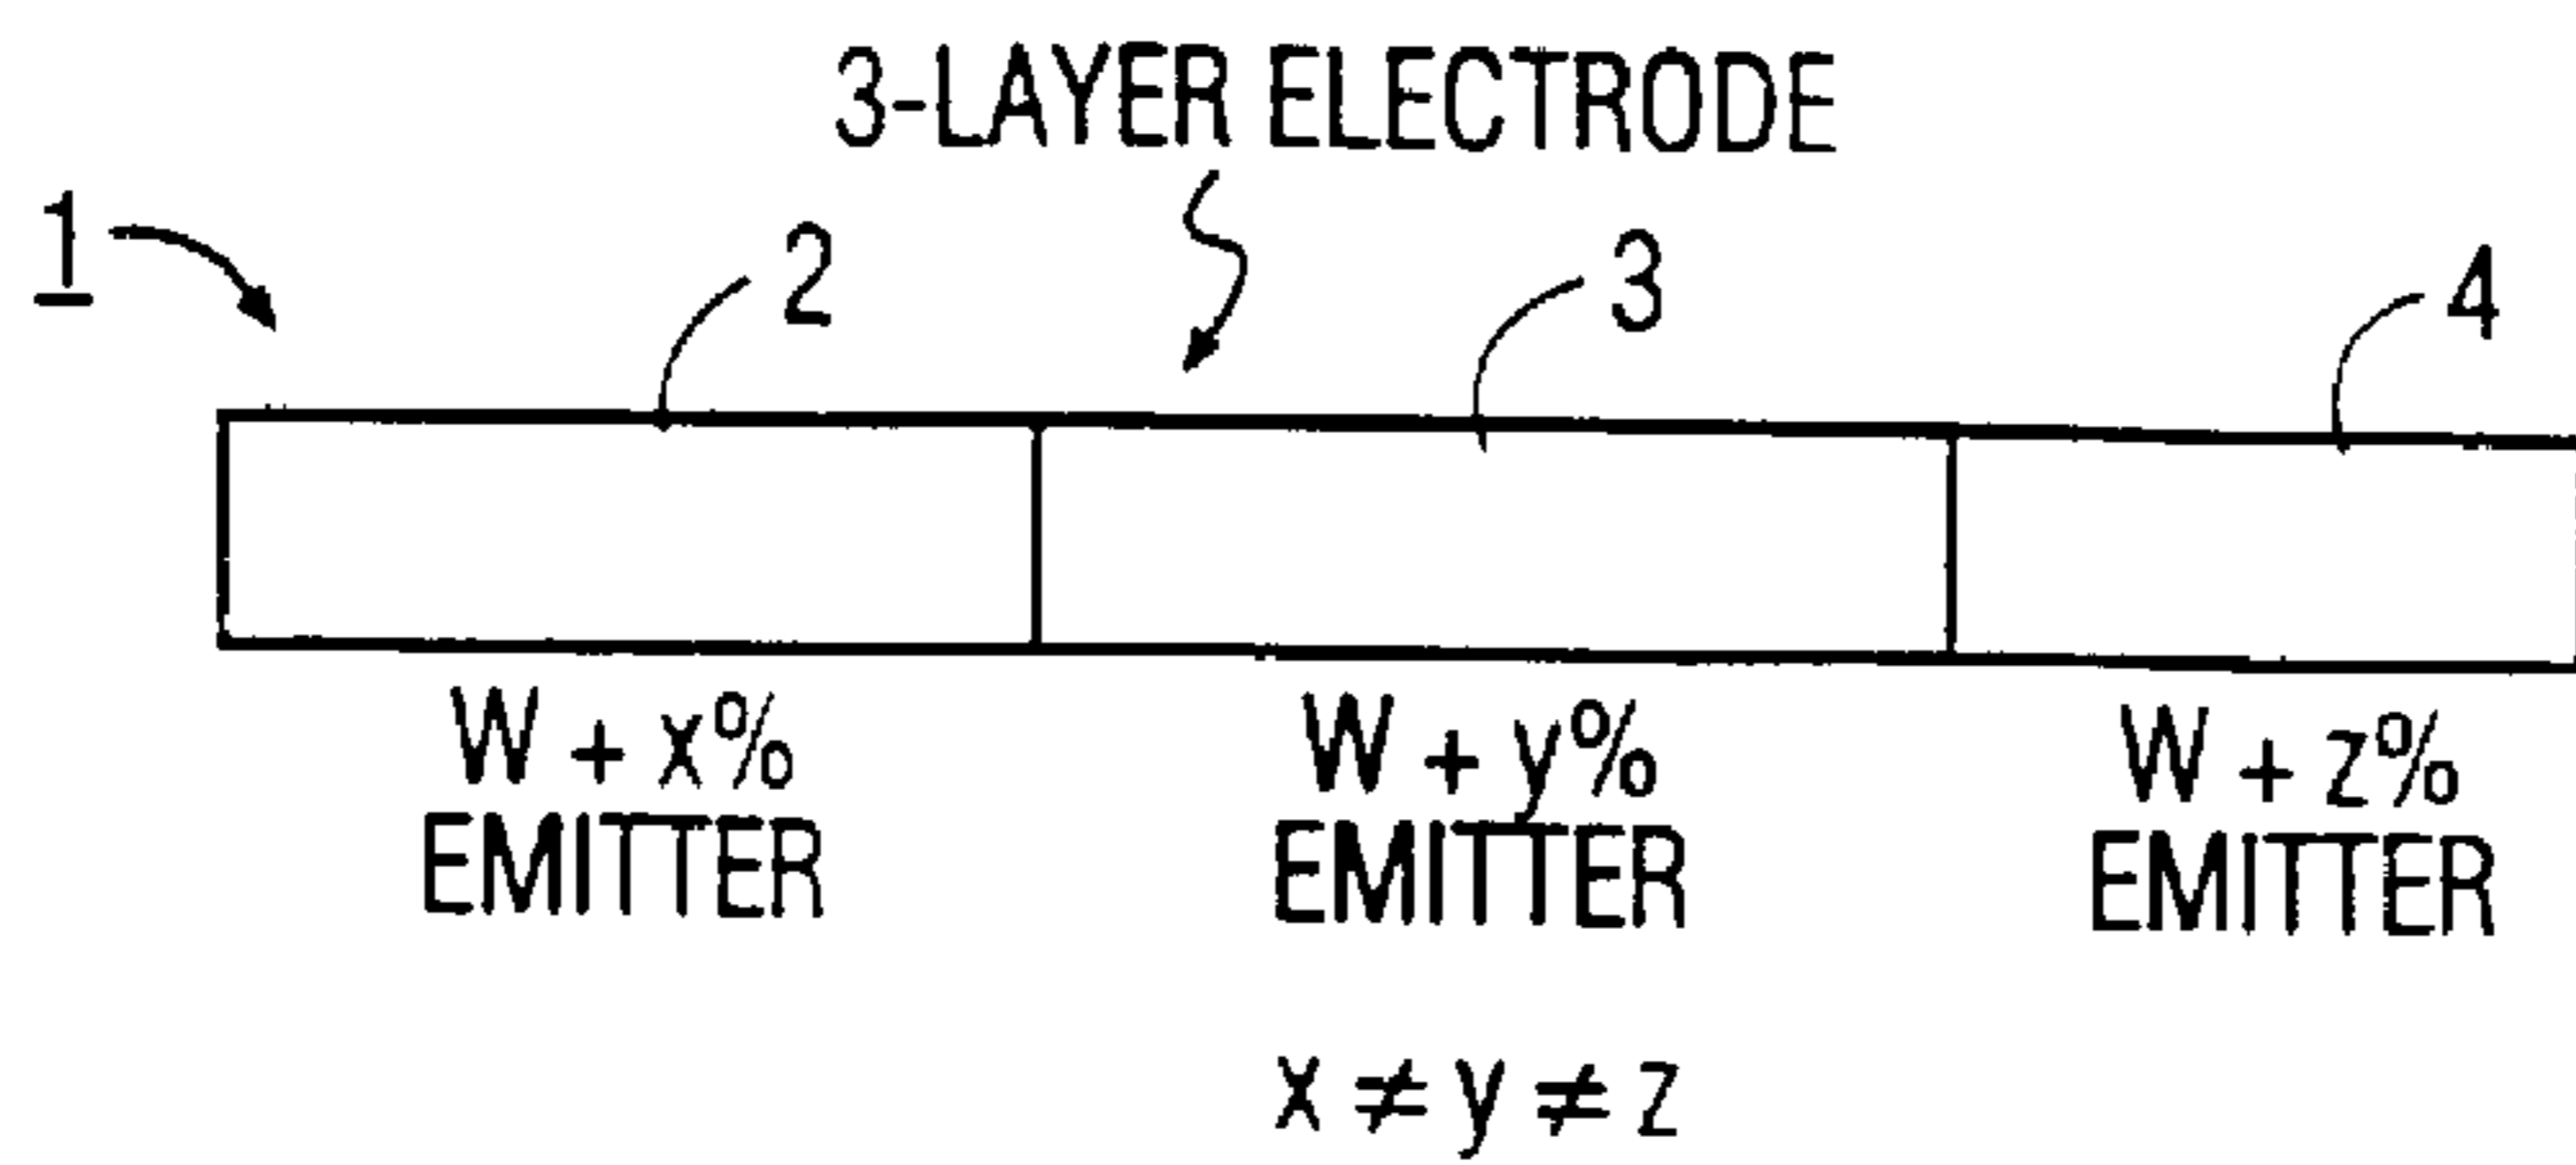 3-LAYER ELECTRODE
1
2
3
4
W + x%
EMITTER
W + y%
EMITTER
W + z%
EMITTER
x ≠ y ≠ z